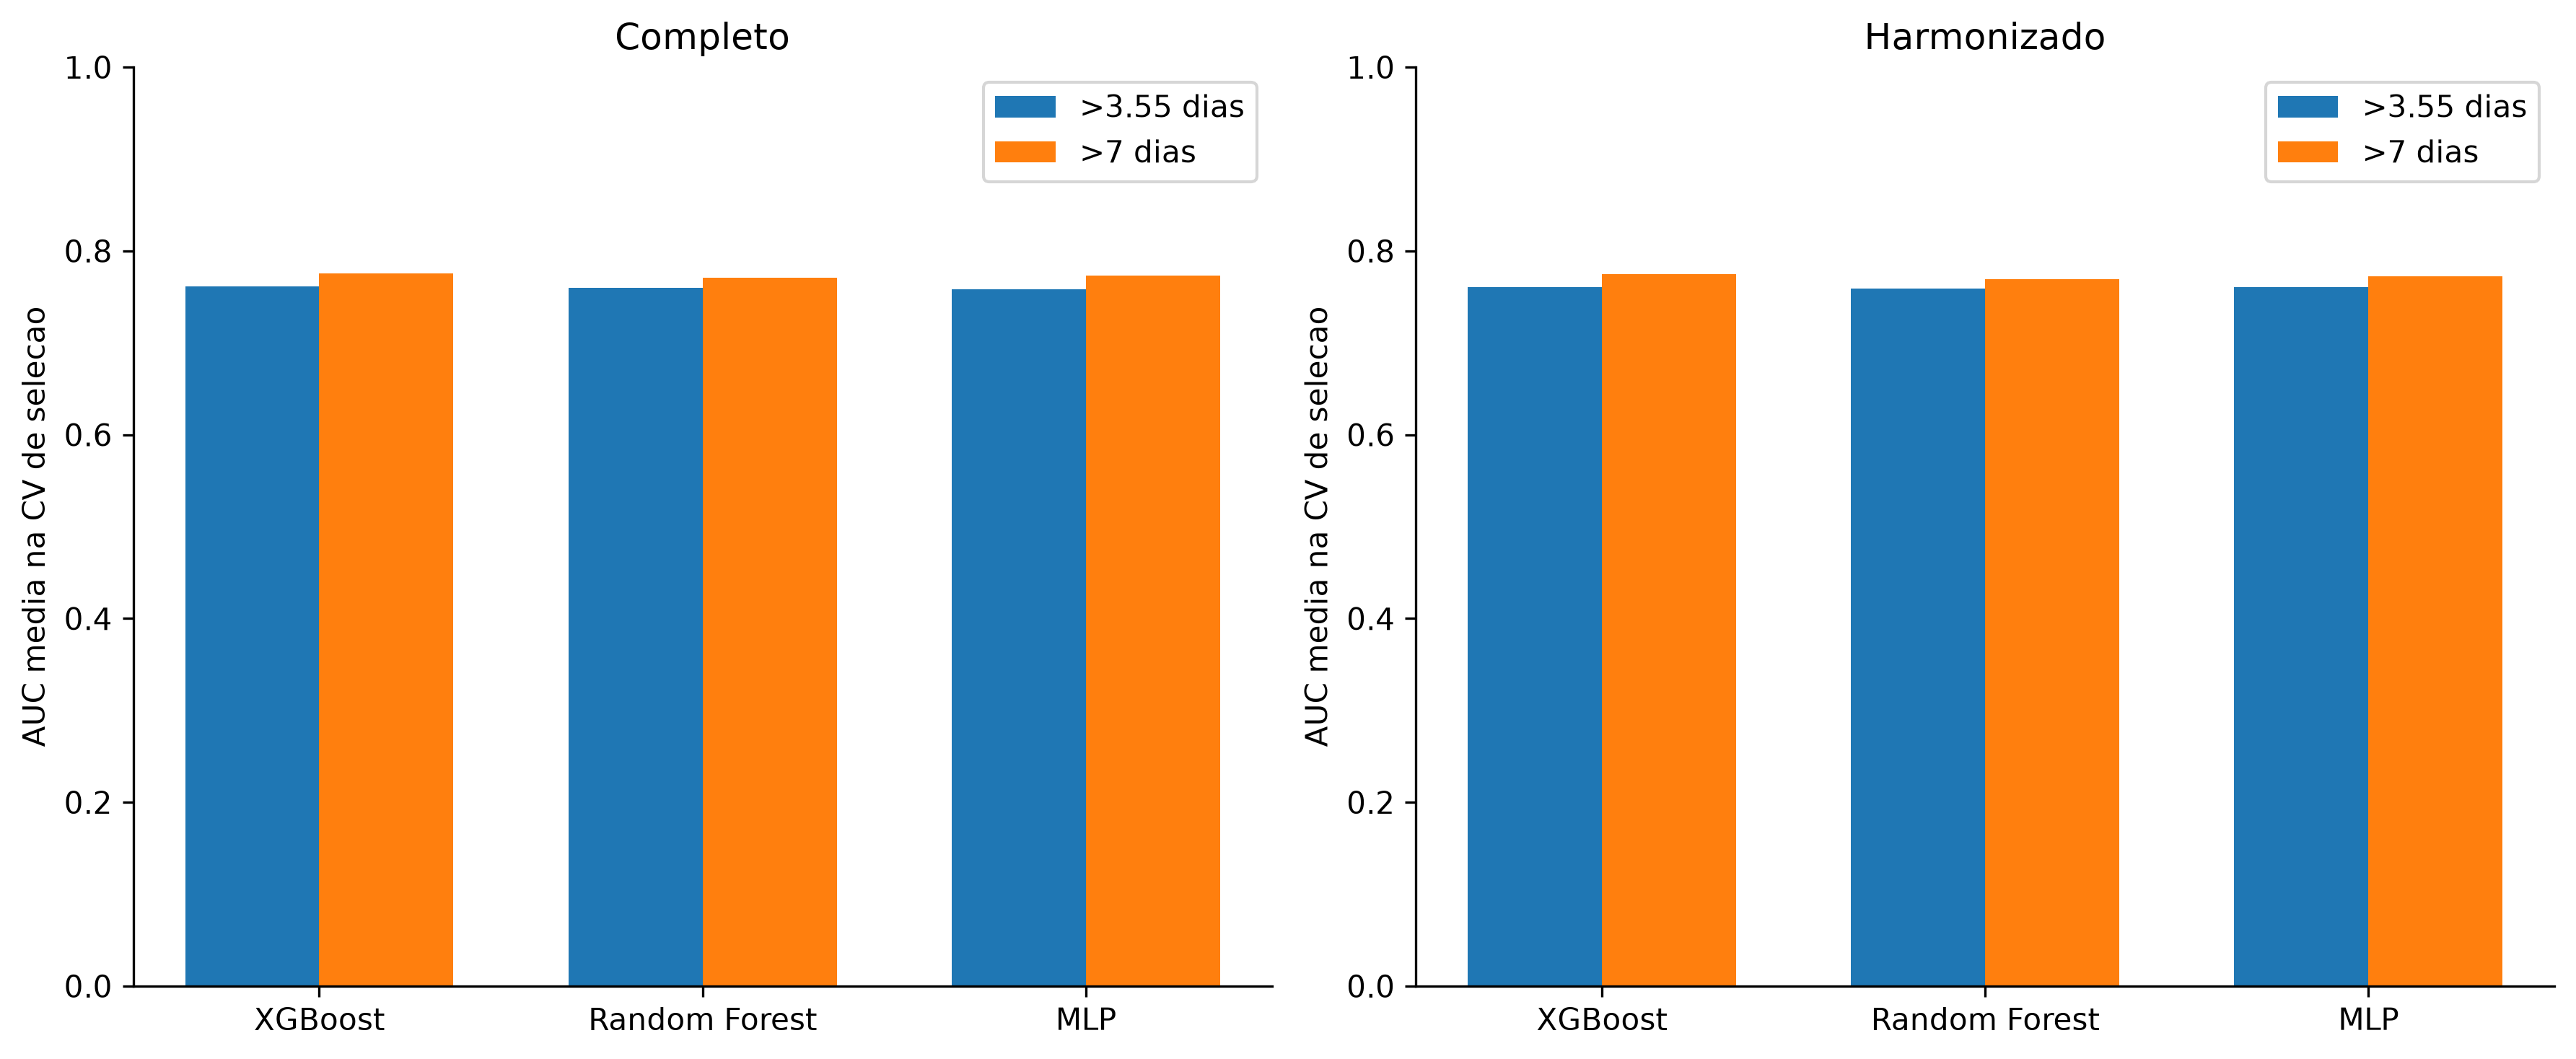 Completo
1.0
0.8
0.6
0.4
0.2
0.0
AUC media na CV de selecao
>3.55 dias
>7 dias
XGBoost
Random Forest
MLP
Harmonizado
1.0
0.8
0.6
0.4
0.2
0.0
AUC media na CV de selecao
>3.55 dias
>7 dias
XGBoost
Random Forest
MLP